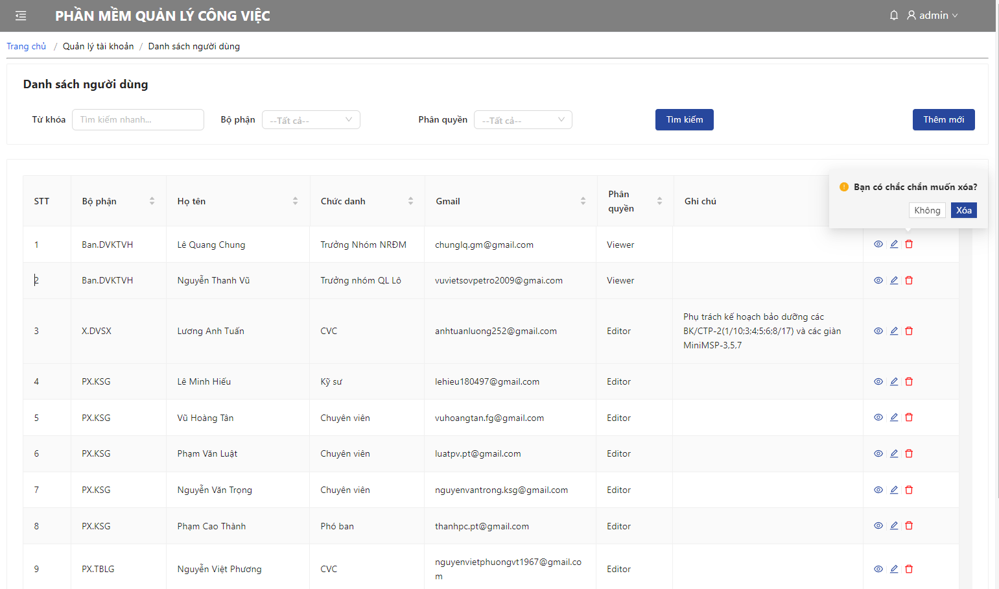 PHẦN MỀM QUẢN LÝ CÔNG VIỆC
admin
Trang chủ / Quản lý tài khoản / Danh sách người dùng
Danh sách người dùng
Từ khóa Tìm kiếm nhanh... Bộ phận --Tất cả-- Phân quyền --Tất cả-- Tìm kiếm Thêm mới
Bạn có chắc chắn muốn xóa?
Không Xóa
STT Bộ phận Họ tên Chức danh Gmail Phân quyền Ghi chú
1 Ban.DVKTVH Lê Quang Chung Trưởng Nhóm NRĐM chunglq.gm@gmail.com Viewer
2 Ban.DVKTVH Nguyễn Thanh Vũ Trưởng nhóm QL Lô vuvietsovpetro2009@gmai.com Viewer
3 X.DVSX Lương Anh Tuấn CVC anhtuanluong252@gmail.com Editor Phụ trách kế hoạch bảo dưỡng các
BK/CTP-2(1/10;3;4;5;6;8/17) và các giàn
MiniMSP-3,5,7
4 PX.KSG Lê Minh Hiếu Kỹ sư lehieu180497@gmail.com Editor
5 PX.KSG Vũ Hoàng Tân Chuyên viên vuhoangtan.fg@gmail.com Editor
6 PX.KSG Phạm Văn Luật Chuyên viên luatpv.pt@gmail.com Editor
7 PX.KSG Nguyễn Văn Trọng Chuyên viên nguyenvantrong.ksg@gmail.com Editor
8 PX.KSG Phạm Cao Thành Phó ban thanhpc.pt@gmail.com Editor
9 PX.TBLG Nguyễn Việt Phương CVC nguyenvietphuongvt1967@gmail.co
m Editor